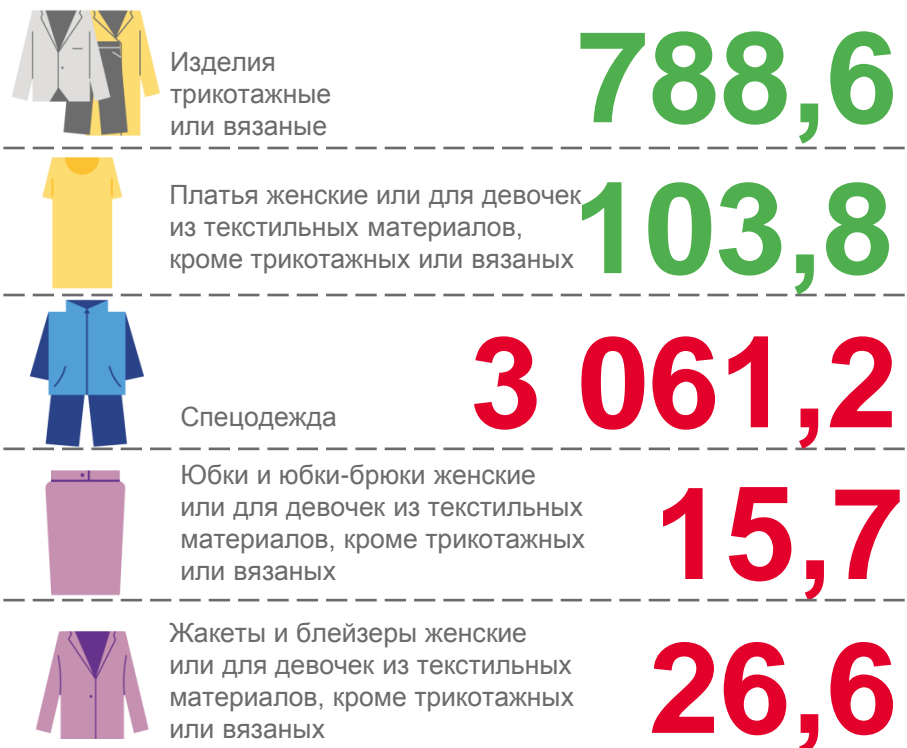 Изделия
трикотажные
или вязаные
788,6
Платья женские или для девочек
из текстильных материалов,
кроме трикотажных или вязаных
103,8
Спецодежда
3 061,2
Юбки и юбки-брюки женские
или для девочек из текстильных
материалов, кроме трикотажных
или вязаных
15,7
Жакеты и блейзеры женские
или для девочек из текстильных
материалов, кроме трикотажных
или вязаных
26,6